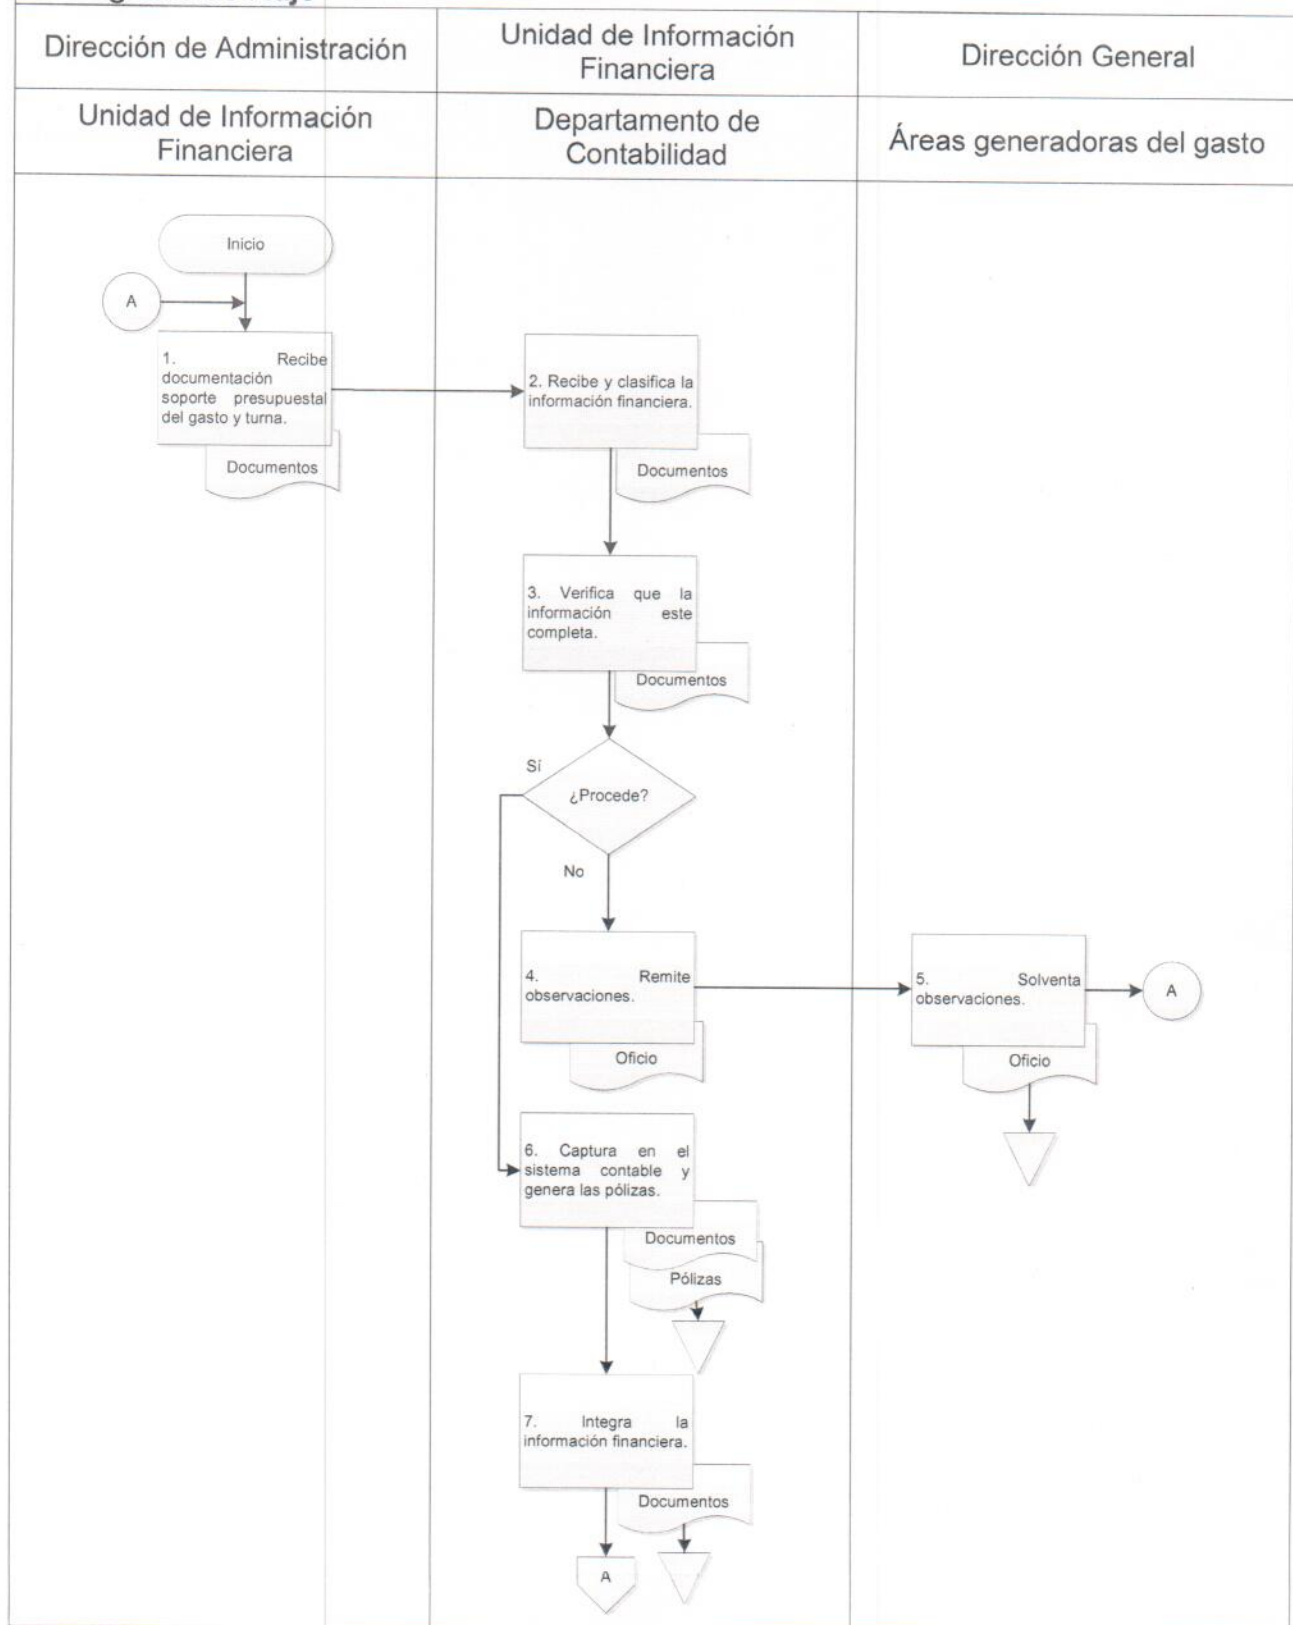 Dirección de Administración
Unidad de Información
Financiera
Dirección General
Unidad de Información
Financiera
Departamento de
Contabilidad
Áreas generadoras del gasto
Inicio
A
1. Recibe
documentación
soporte presupuestal
del gasto y turna.
Documentos
2. Recibe y clasifica la
información financiera.
Documentos
3. Verifica que la
información este
completa.
Documentos
¿Procede?
Sí
No
4. Remite
observaciones.
Oficio
5. Solventa
observaciones.
A
Oficio
6. Captura en el
sistema contable y
genera las pólizas.
Documentos
Pólizas
7. Integra la
información financiera.
Documentos
A